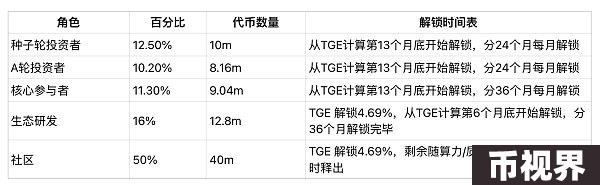 角色 百分比 代币数量 解锁时间表
种子轮投资者 12.50% 10m 从TGE计算第13个月底开始解锁，分24个月每月解锁
A轮投资者 10.20% 8.16m 从TGE计算第13个月底开始解锁，分24个月每月解锁
核心参与者 11.30% 9.04m 从TGE计算第13个月底开始解锁，分36个月每月解锁
生态研发 16% 12.8m TGE 解锁4.69%，从TGE计算第6个月底开始解锁，分
36个月解锁完毕
社区 50% 40m TGE 解锁4.69%，剩余随算力/
时释出
币视界